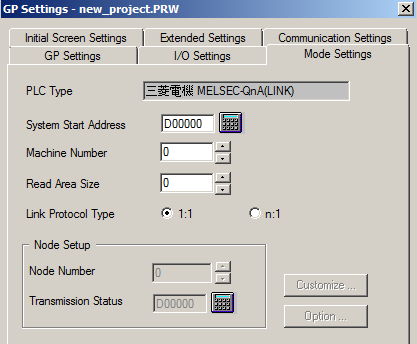 GP Settings - new_project.PRW
Initial Screen Settings Extended Settings Communication Settings
GP Settings I/O Settings Mode Settings
PLC Type 三菱電機 MELSEC-QnA(LINK)
System Start Address D00000
Machine Number 0
Read Area Size 0
Link Protocol Type 1:1 n:1
Node Setup
Node Number 0
Customize ...
Transmission Status D00000
Option ...